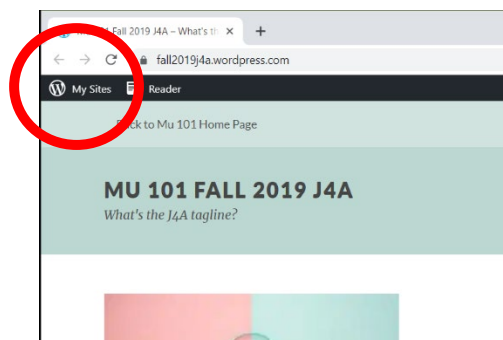 Fall 2019 J4A – What's th
fall2019j4a.wordpress.com
My Sites Reader
to Mu 101 Home Page
MU 101 FALL 2019 J4A
What's the J4A tagline?